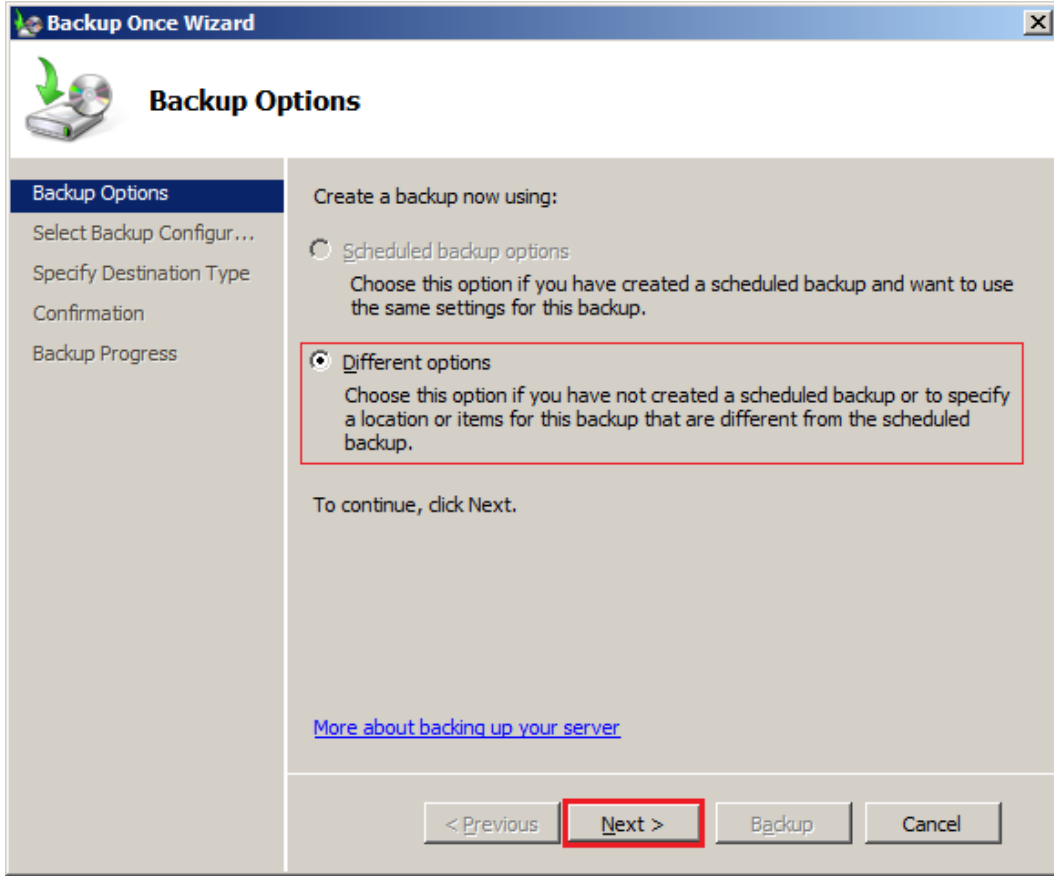 Backup Once Wizard
Backup Options
Backup Options
Select Backup Configur...
Specify Destination Type
Confirmation
Backup Progress
Create a backup now using:
Scheduled backup options
Choose this option if you have created a scheduled backup and want to use
the same settings for this backup.
Different options
Choose this option if you have not created a scheduled backup or to specify
a location or items for this backup that are different from the scheduled
backup.
To continue, click Next.
More about backing up your server
< Previous
Next >
Backup
Cancel